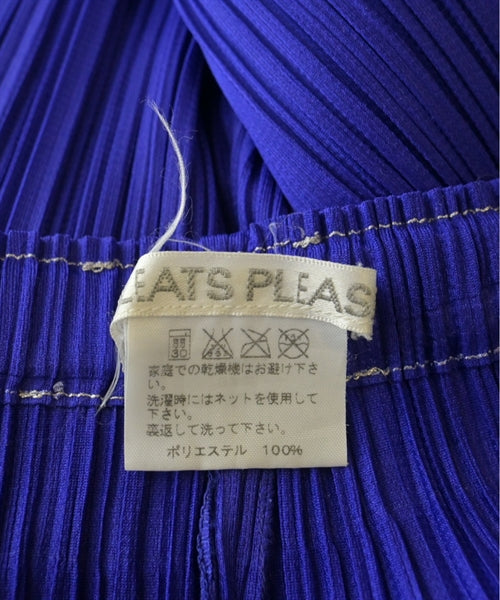 LEATS PLEAS
30
家庭での乾燥機はお避け下さ
い。
洗濯時にはネットを使用して
下さい。
裏返して洗って下さい。
ポリエステル 100%